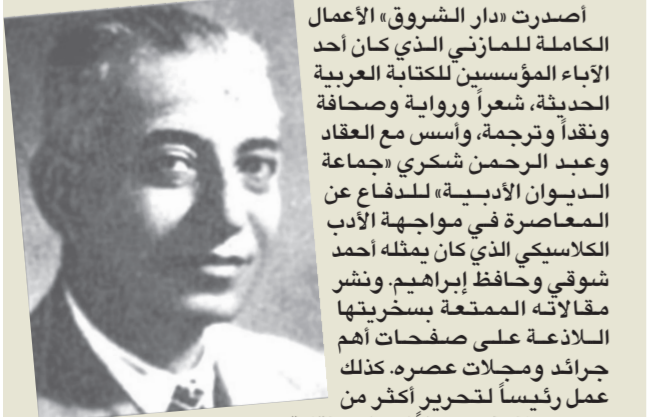 أصدرت «دار الشروق» الأعمال
الكاملة للمازني الذي كان أحد
الآباء المؤسسين للكتابة العربية
الحديثة، شعراً ورواية وصحافة
ونقداً وترجمة، وأسس مع العقاد
وعبد الرحمن شكري «جماعة
الديوان الأدبية» للدفاع عن
المعاصرة في مواجهة الأدب
الكلاسيكي الذي كان يمثله أحمد
شوقي وحافظ إبراهيم. ونشر
مقالاته الممتعة بسخريتها
اللاذعة على صفحات أهم
جرائد ومجلات عصره. كذلك
عمل رئيساً لتحرير أكثر من